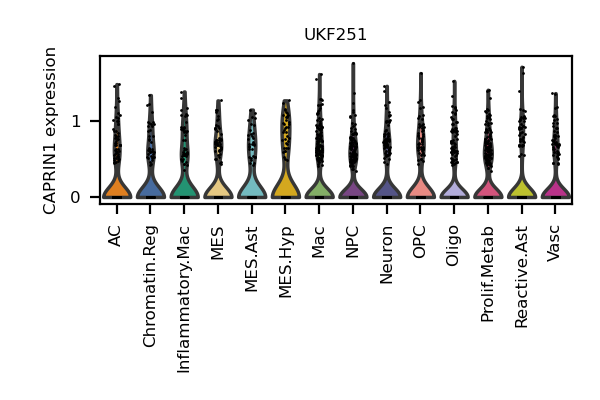 UKF251
CAPRIN1 expression
1
0
AC
Chromatin.Reg
Inflammatory.Mac
MES
MES.Ast
MES.Hyp
Mac
NPC
Neuron
OPC
Oligo
Prolif.Metab
Reactive.Ast
Vasc